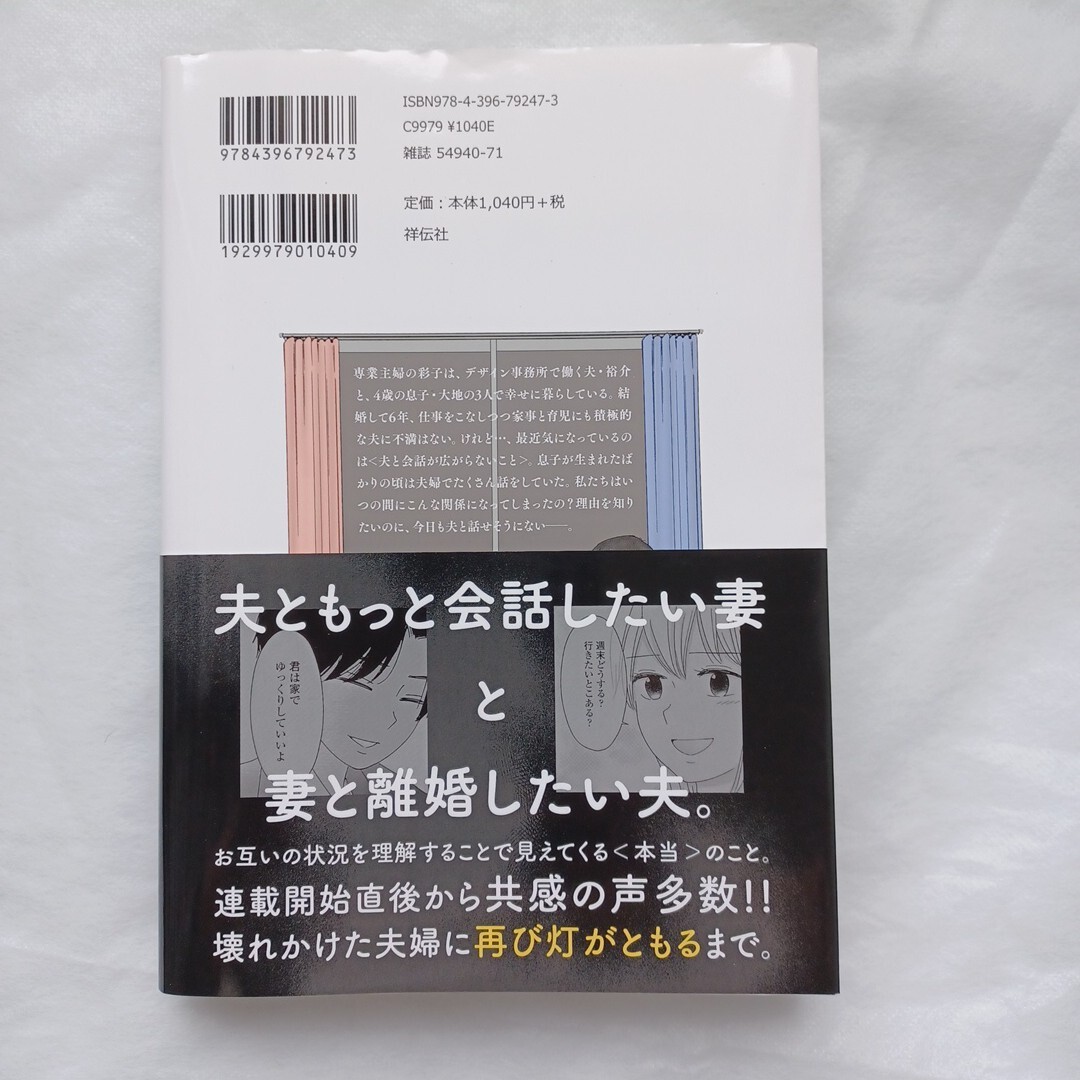 ISBN978-4-396-79247-3
C9979 ¥1040E
雑誌 54940-71
9784396792473
定価：本体1,040円+税
祥伝社
1929979010409
専業主婦の彩子は、デザイン事務所で働く夫・裕介
と、4歳の息子・大地の3人で幸せに暮らしている。結
婚して6年、仕事をこなしつつ家事と育児にも積極的
な夫に不満はない。けれど…、最近気になっているの
は<夫と会話が広がらないこと>。息子が生まれたば
かりの頃は夫婦でたくさん話をしていた。私たちはい
つの間にこんな関係になってしまったの？理由を知り
たいのに、今日も夫と話せそうにない――。
夫ともっと会話したい妻
君は家で
ゆっくりしていいよ
と
週末どうする？
行きたいとこある？
妻と離婚したい夫。
お互いの状況を理解することで見えてくる<本当>のこと。
連載開始直後から共感の声多数!!
壊れかけた夫婦に再び灯がともるまで。